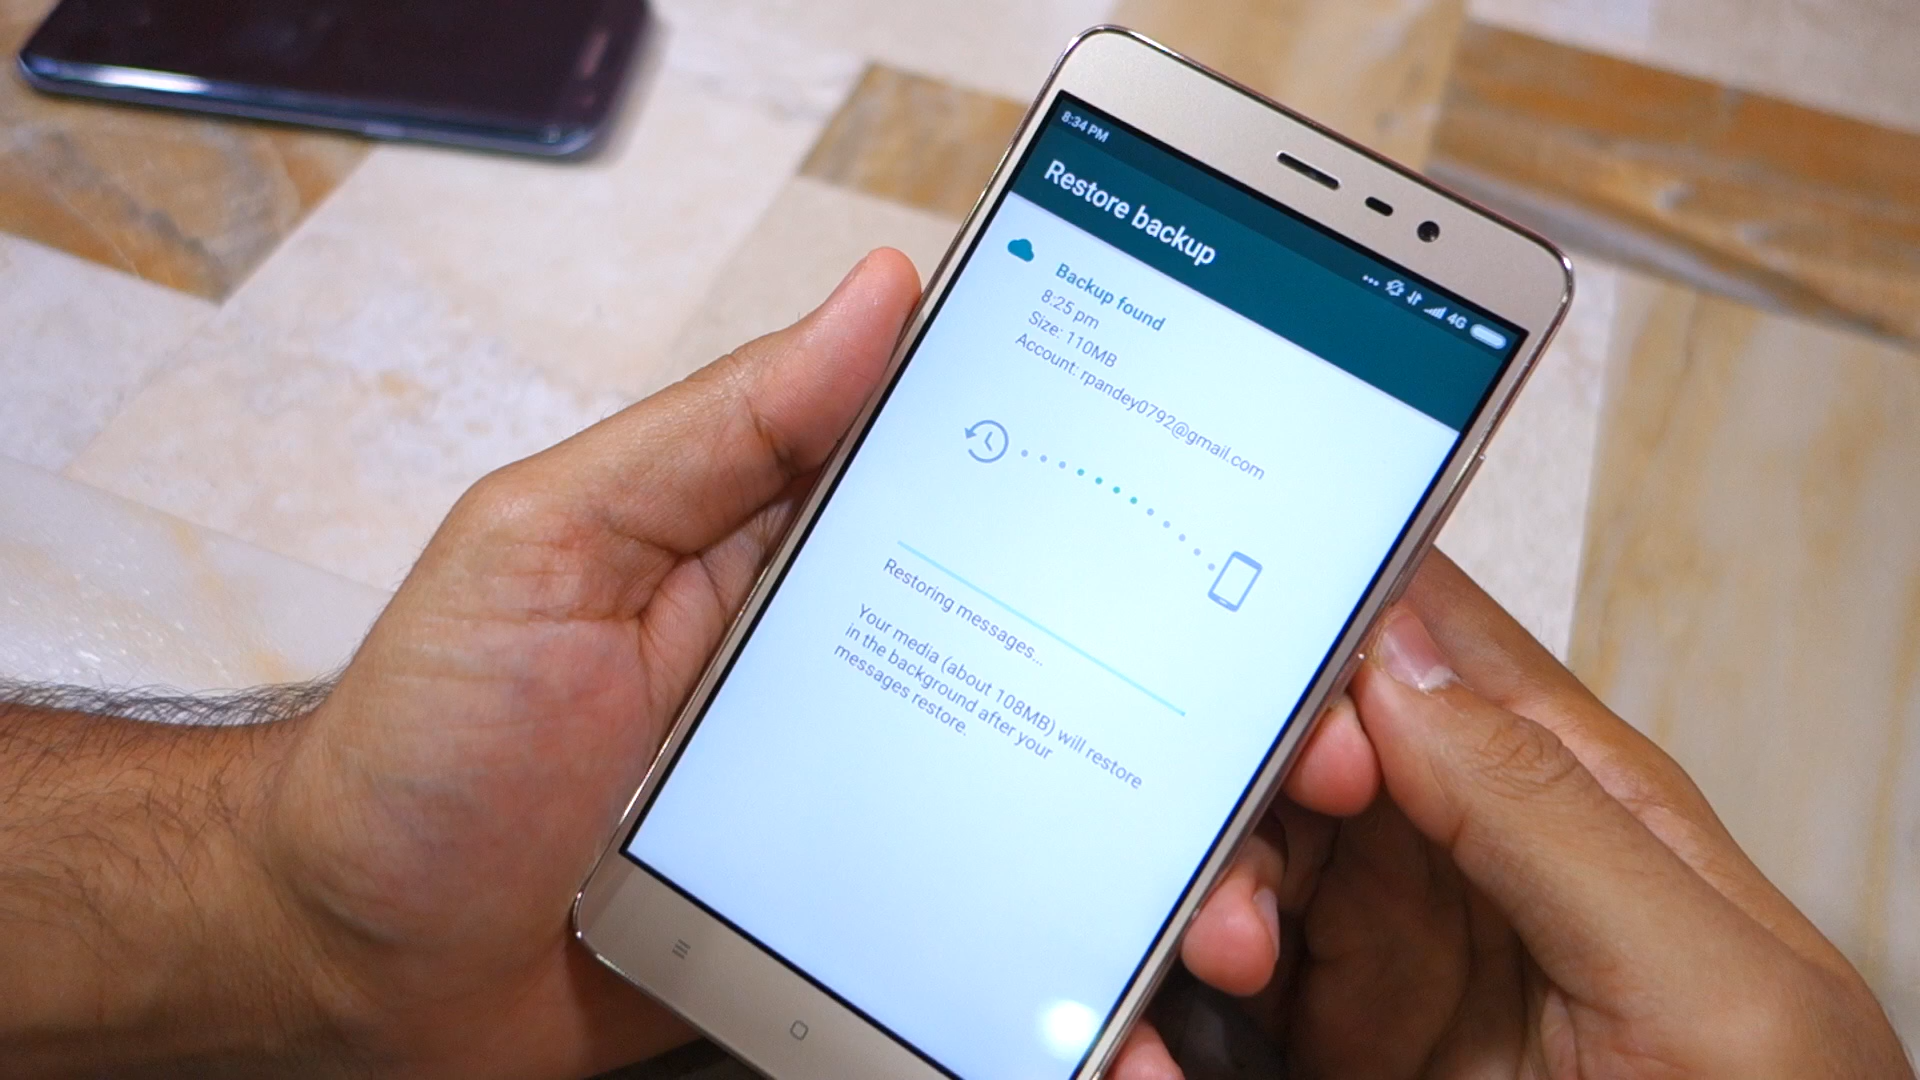 8:34 PM
4G
Restore backup
Backup found
8:25 pm
Size: 110MB
Account: rpandey0792@gmail.com
Restoring messages...
Your media (about 108MB) will restore
in the background after your
messages restore.